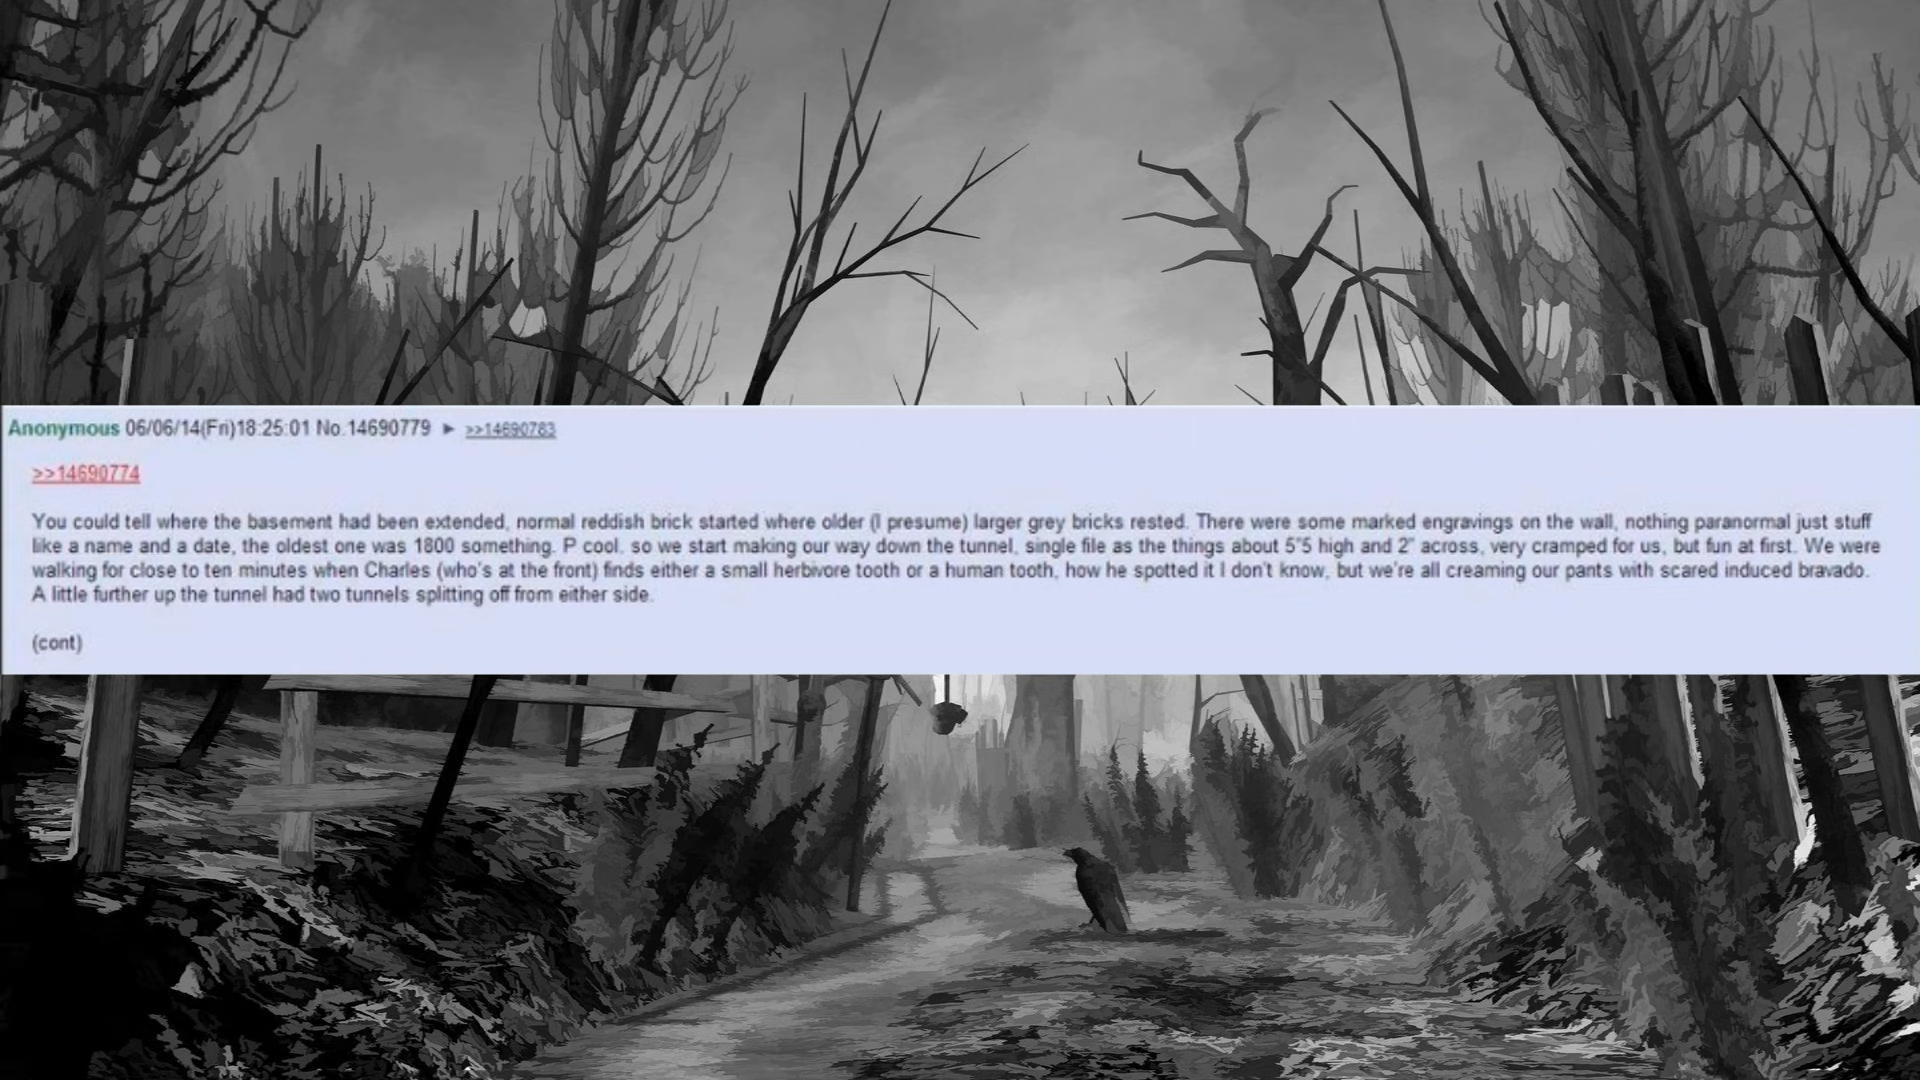 Anonymous 06/06/14(Fri)18:25:01 No.14690779 ► >>14690783
>>14690774
You could tell where the basement had been extended, normal reddish brick started where older (I presume) larger grey bricks rested. There were some marked engravings on the wall, nothing paranormal just stuff
like a name and a date, the oldest one was 1800 something. P cool. so we start making our way down the tunnel, single file as the things about 5"5 high and 2" across, very cramped for us, but fun at first. We were
walking for close to ten minutes when Charles (who's at the front) finds either a small herbivore tooth or a human tooth, how he spotted it I don't know, but we're all creaming our pants with scared induced bravado.
A little further up the tunnel had two tunnels splitting off from either side.
(cont)